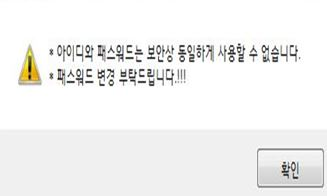 * 아이디와 패스워드는 보안상 동일하게 사용할 수 없습니다.
* 패스워드 변경 부탁드립니다.!!!
확인